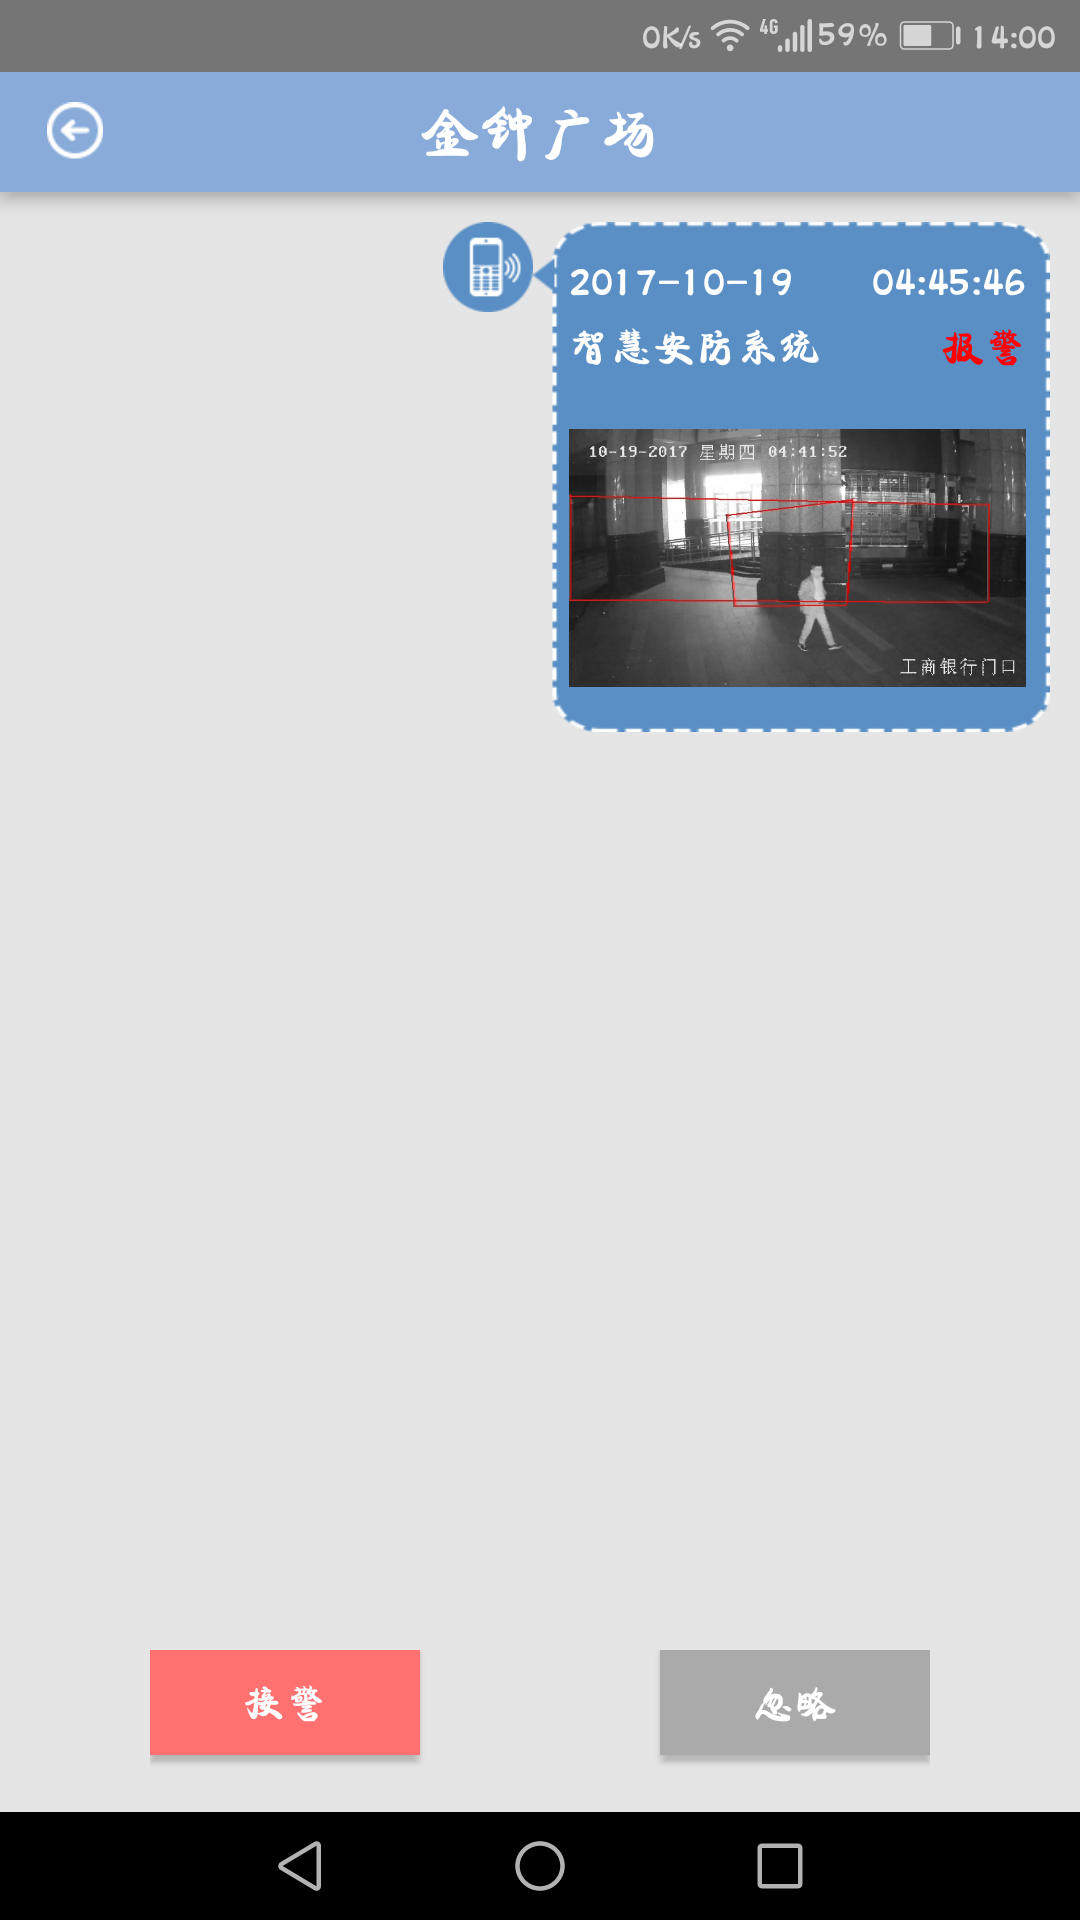 0K/s 4G 59% 14:00
金钟广场
2017-10-19 04:45:46
智慧安防系统 报警
10-19-2017 星期四 04:41:52
工商银行门口
接警 忽略